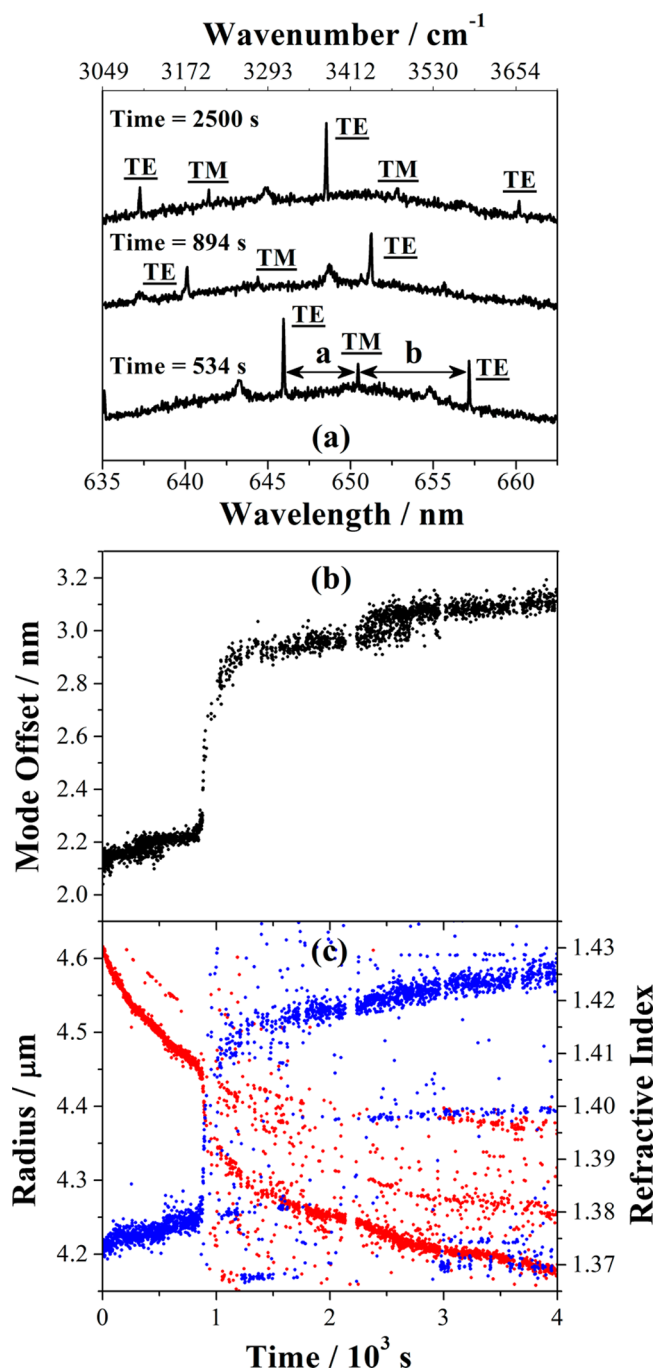 Wavenumber / cm⁻¹
3049 3172 3293 3412 3530 3654
Time = 2500 s
TE
TE TM TM TE
Time = 894 s
TE TM TE
TE
Time = 534 s
a TM b TE
(a)
635 640 645 650 655 660
Wavelength / nm
(b)
Mode Offset / nm
3.2
3.0
2.8
2.6
2.4
2.2
2.0
(c)
Radius / μm
4.6
4.5
4.4
4.3
4.2
1.43
1.42
1.41
1.40
1.39
1.38
1.37
Refractive Index
0 1 2 3 4
Time / 10³ s